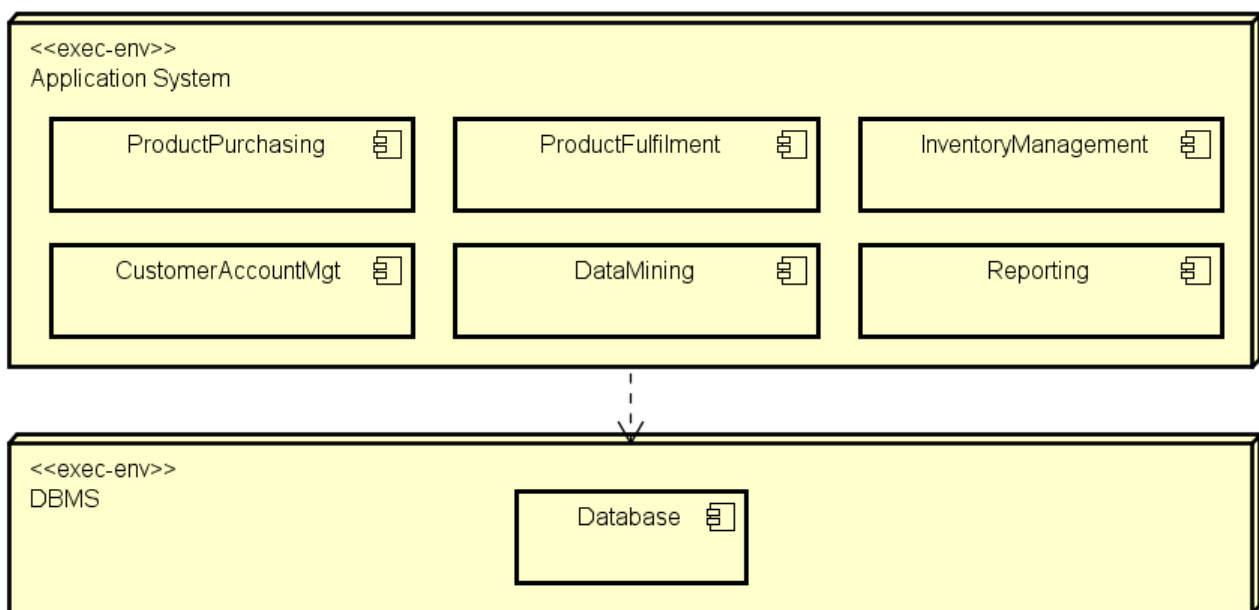 <<exec-env>>
Application System
ProductPurchasing
ProductFulfilment
InventoryManagement
CustomerAccountMgt
DataMining
Reporting
<<exec-env>>
DBMS
Database